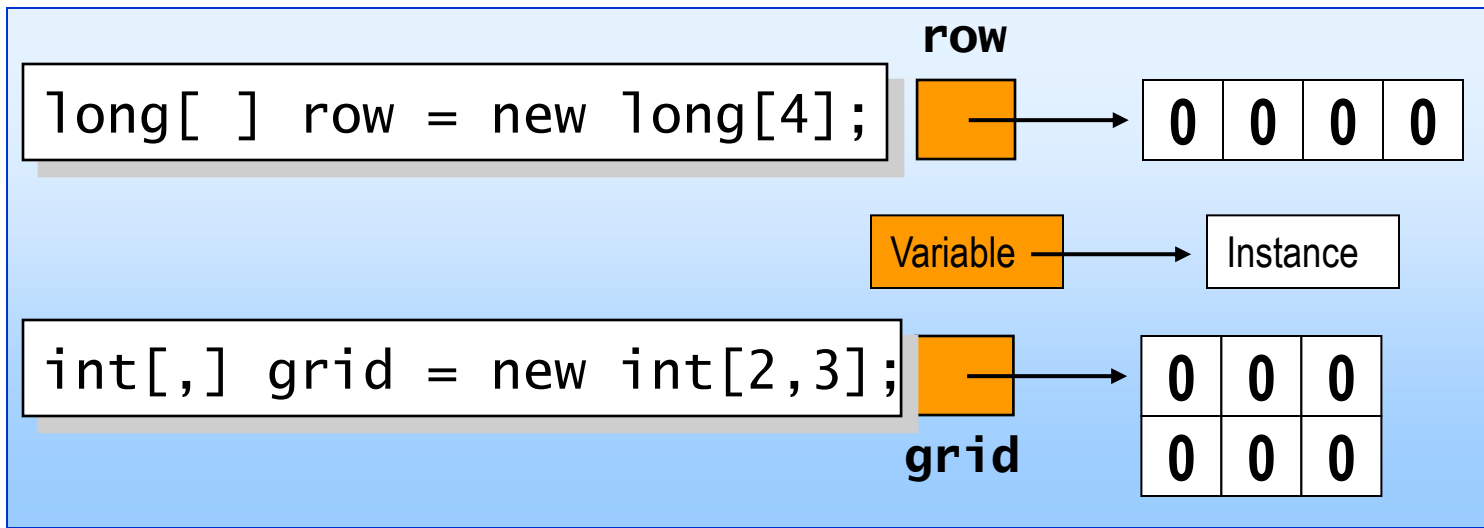 row
long[ ] row = new long[4];
0 0 0 0
Variable
Instance
int[,] grid = new int[2,3];
0 0 0
0 0 0
grid